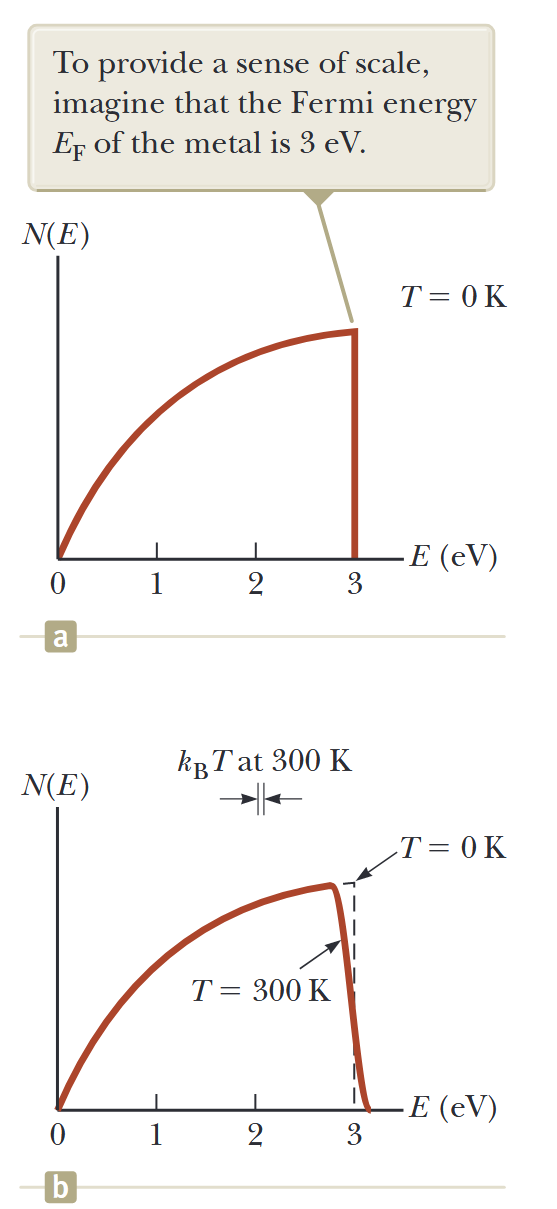 To provide a sense of scale,
imagine that the Fermi energy
E_F of the metal is 3 eV.
N(E)
T = 0 K
E (eV)
0 1 2 3
a
k_BT at 300 K
N(E)
T = 0 K
T = 300 K
E (eV)
0 1 2 3
b